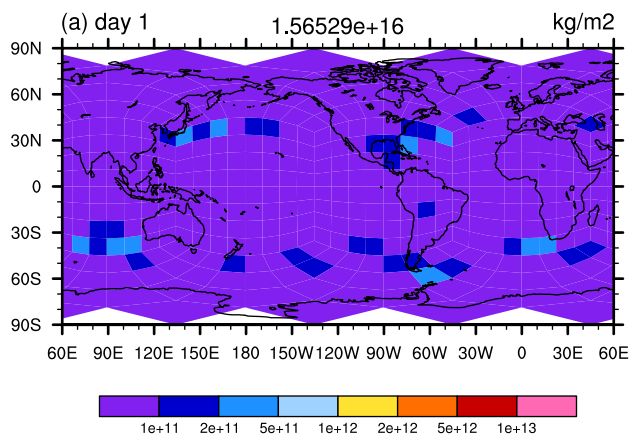 (a) day 1 1.56529e+16 kg/m2
90N
60N
30N
0
30S
60S
90S
60E 90E 120E 150E 180 150W 120W 90W 60W 30W 0 30E 60E
1e+11 2e+11 5e+11 1e+12 2e+12 5e+12 1e+13